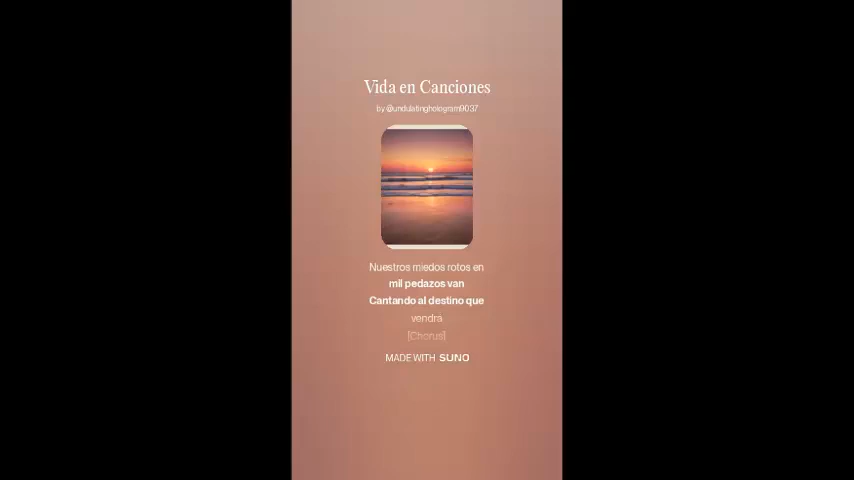 Vida en Canciones
by @undulatinghologram9037
Nuestros miedos rotos en
mil pedazos van
Cantando al destino que
vendrá
[Chorus]
MADE WITH SUNO